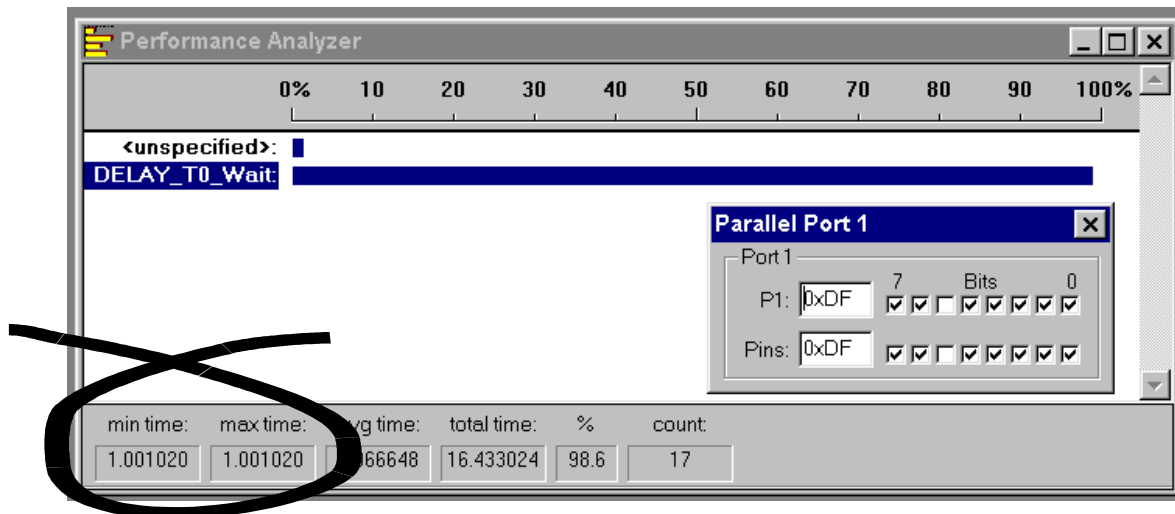 Performance Analyzer
0% 10 20 30 40 50 60 70 80 90 100%
<unspecified>:
DELAY_T0_Wait:
Parallel Port 1
Port 1
7 Bits 0
P1: 0xDF
Pins: 0xDF
min time: max time: time: total time: % count:
1.001020 1.001020 16.433024 98.6 17